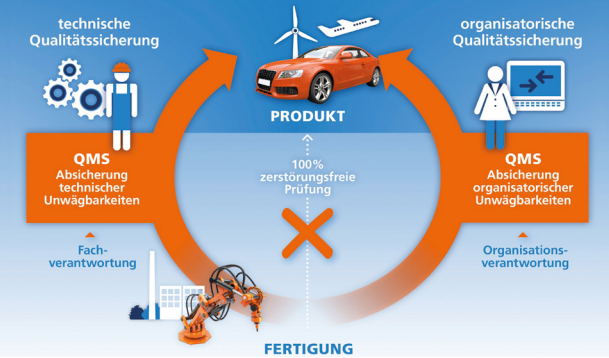 technische
Qualitätssicherung
organisatorische
Qualitätssicherung
PRODUKT
QMS
Absicherung
technischer
Unwägbarkeiten
100%
zerstörungsfreie
Prüfung
QMS
Absicherung
organisatorischer
Unwägbarkeiten
Fach-
verantwortung
Organisations-
verantwortung
FERTIGUNG